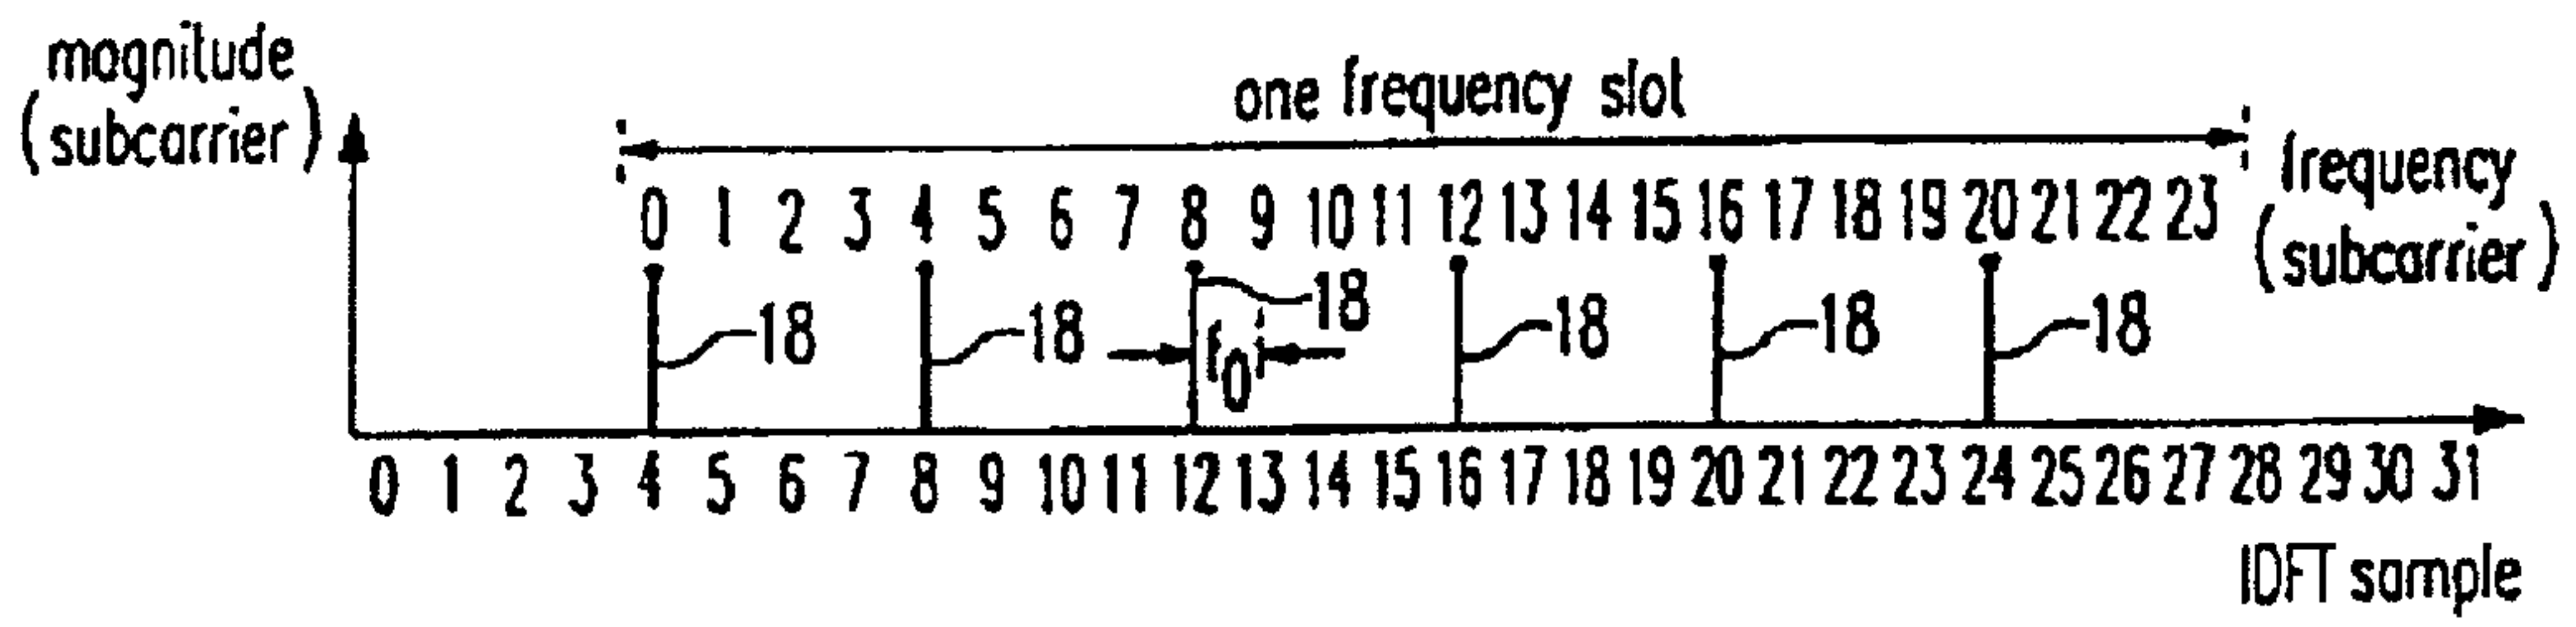 magnitude
(subcarrier)
one frequency slot
frequency
(subcarrier)
0 1 2 3 4 5 6 7 8 9 10 11 12 13 14 15 16 17 18 19 20 21 22 23
18 18 18 18 18 18
f0
0 1 2 3 4 5 6 7 8 9 10 11 12 13 14 15 16 17 18 19 20 21 22 23 24 25 26 27 28 29 30 31
IDFT sample